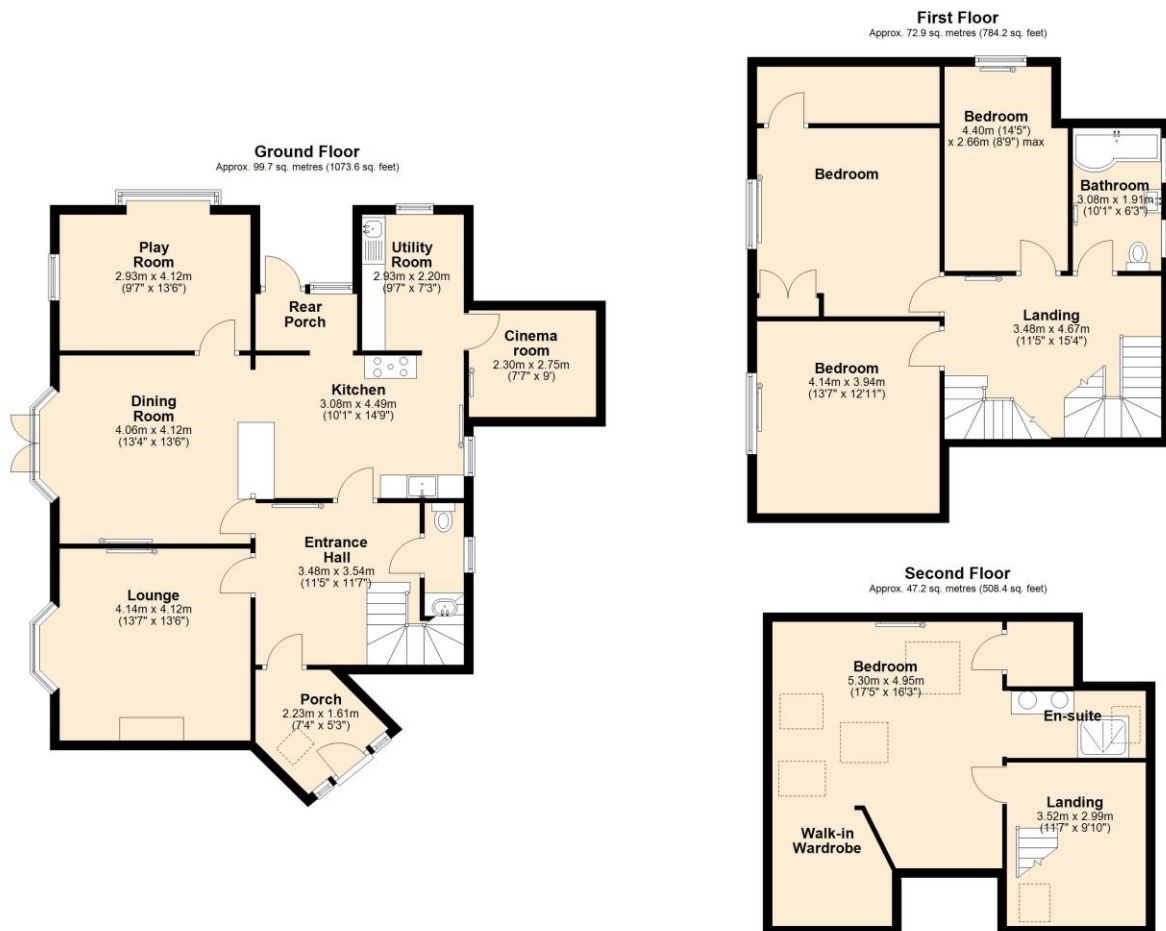 Ground Floor
Approx. 99.7 sq. metres (1073.6 sq. feet)
Play
Room
2.93m x 4.12m
(9'7" x 13'6")
Rear
Porch
Utility
Room
2.93m x 2.20m
(9'7" x 7'3")
Cinema
room
2.30m x 2.75m
(7'7" x 9')
Dining
Room
4.06m x 4.12m
(13'4" x 13'6")
Kitchen
3.08m x 4.49m
(10'1" x 14'9")
Entrance
Hall
3.48m x 3.54m
(11'5" x 11'7")
Lounge
4.14m x 4.12m
(13'7" x 13'6")
Porch
2.23m x 1.61m
(7'4" x 5'3")
First Floor
Approx. 72.9 sq. metres (784.2 sq. feet)
Bedroom
4.40m (14'5")
x 2.66m (8'9") max
Bedroom
Bathroom
3.08m x 1.91m
(10'1" x 6'3")
Landing
3.48m x 4.67m
(11'5" x 15'4")
Bedroom
4.14m x 3.94m
(13'7" x 12'11")
Second Floor
Approx. 47.2 sq. metres (508.4 sq. feet)
Bedroom
5.30m x 4.95m
(17'5" x 16'3")
En-suite
Landing
3.52m x 2.99m
(11'7" x 9'10")
Walk-in
Wardrobe